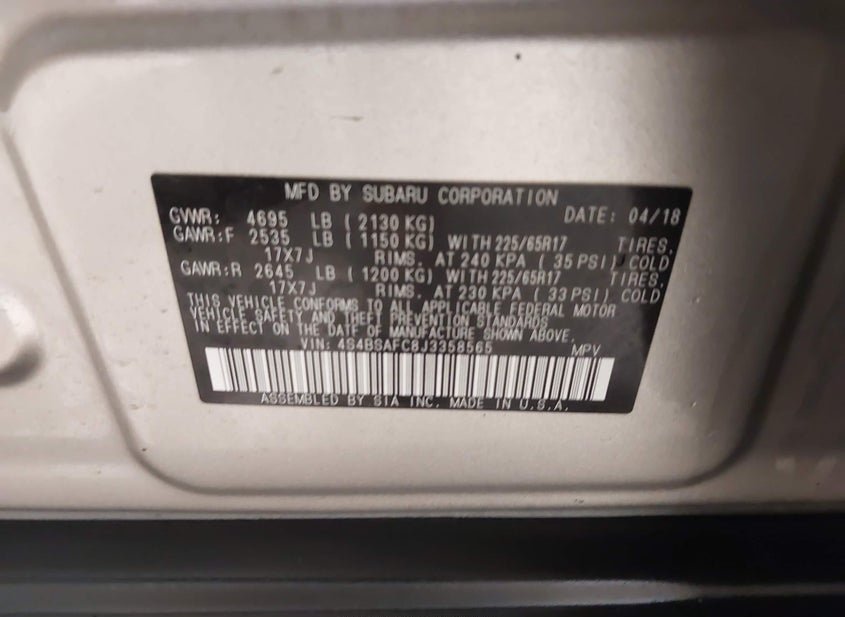 MFD BY SUBARU CORPORATION
GVWR: 4695 LB ( 2130 KG) DATE: 04/18
GAWR:F 2535 LB ( 1150 KG) WITH 225/65R17 TIRES,
17X7J RIMS, AT 240 KPA ( 35 PSI) COLD
GAWR:R 2645 LB ( 1200 KG) WITH 225/65R17 TIRES,
17X7J RIMS, AT 230 KPA ( 33 PSI) COLD
THIS VEHICLE CONFORMS TO ALL APPLICABLE FEDERAL MOTOR
VEHICLE SAFETY AND THEFT PREVENTION STANDARDS
IN EFFECT ON THE DATE OF MANUFACTURE SHOWN ABOVE.
VIN: 4S4BSAFC8J3358565 MPV
ASSEMBLED BY SIA INC. MADE IN U.S.A.